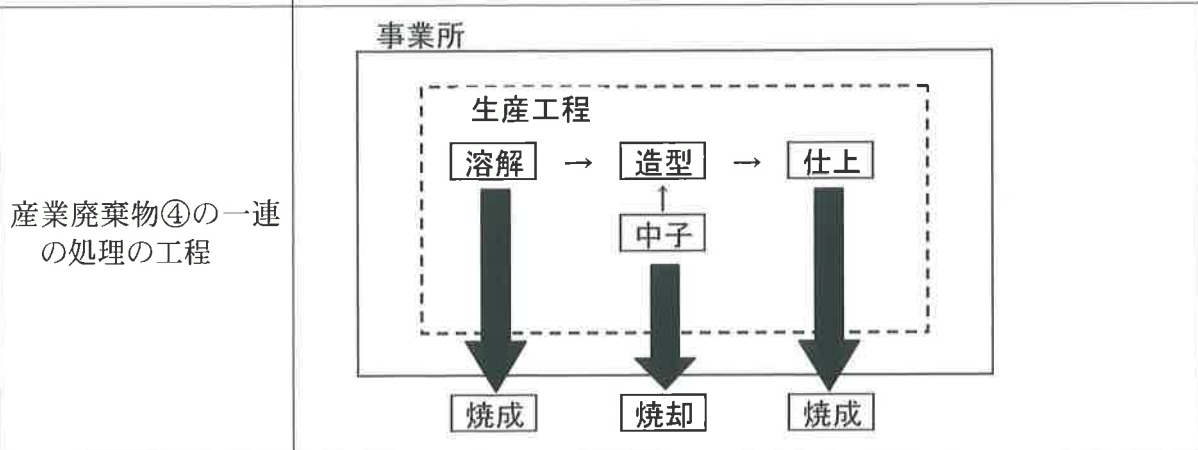 産業廃棄物④の一連
の処理の工程
事業所
生産工程
溶解 → 造型 → 仕上
↑
中子
焼成 焼却 焼成